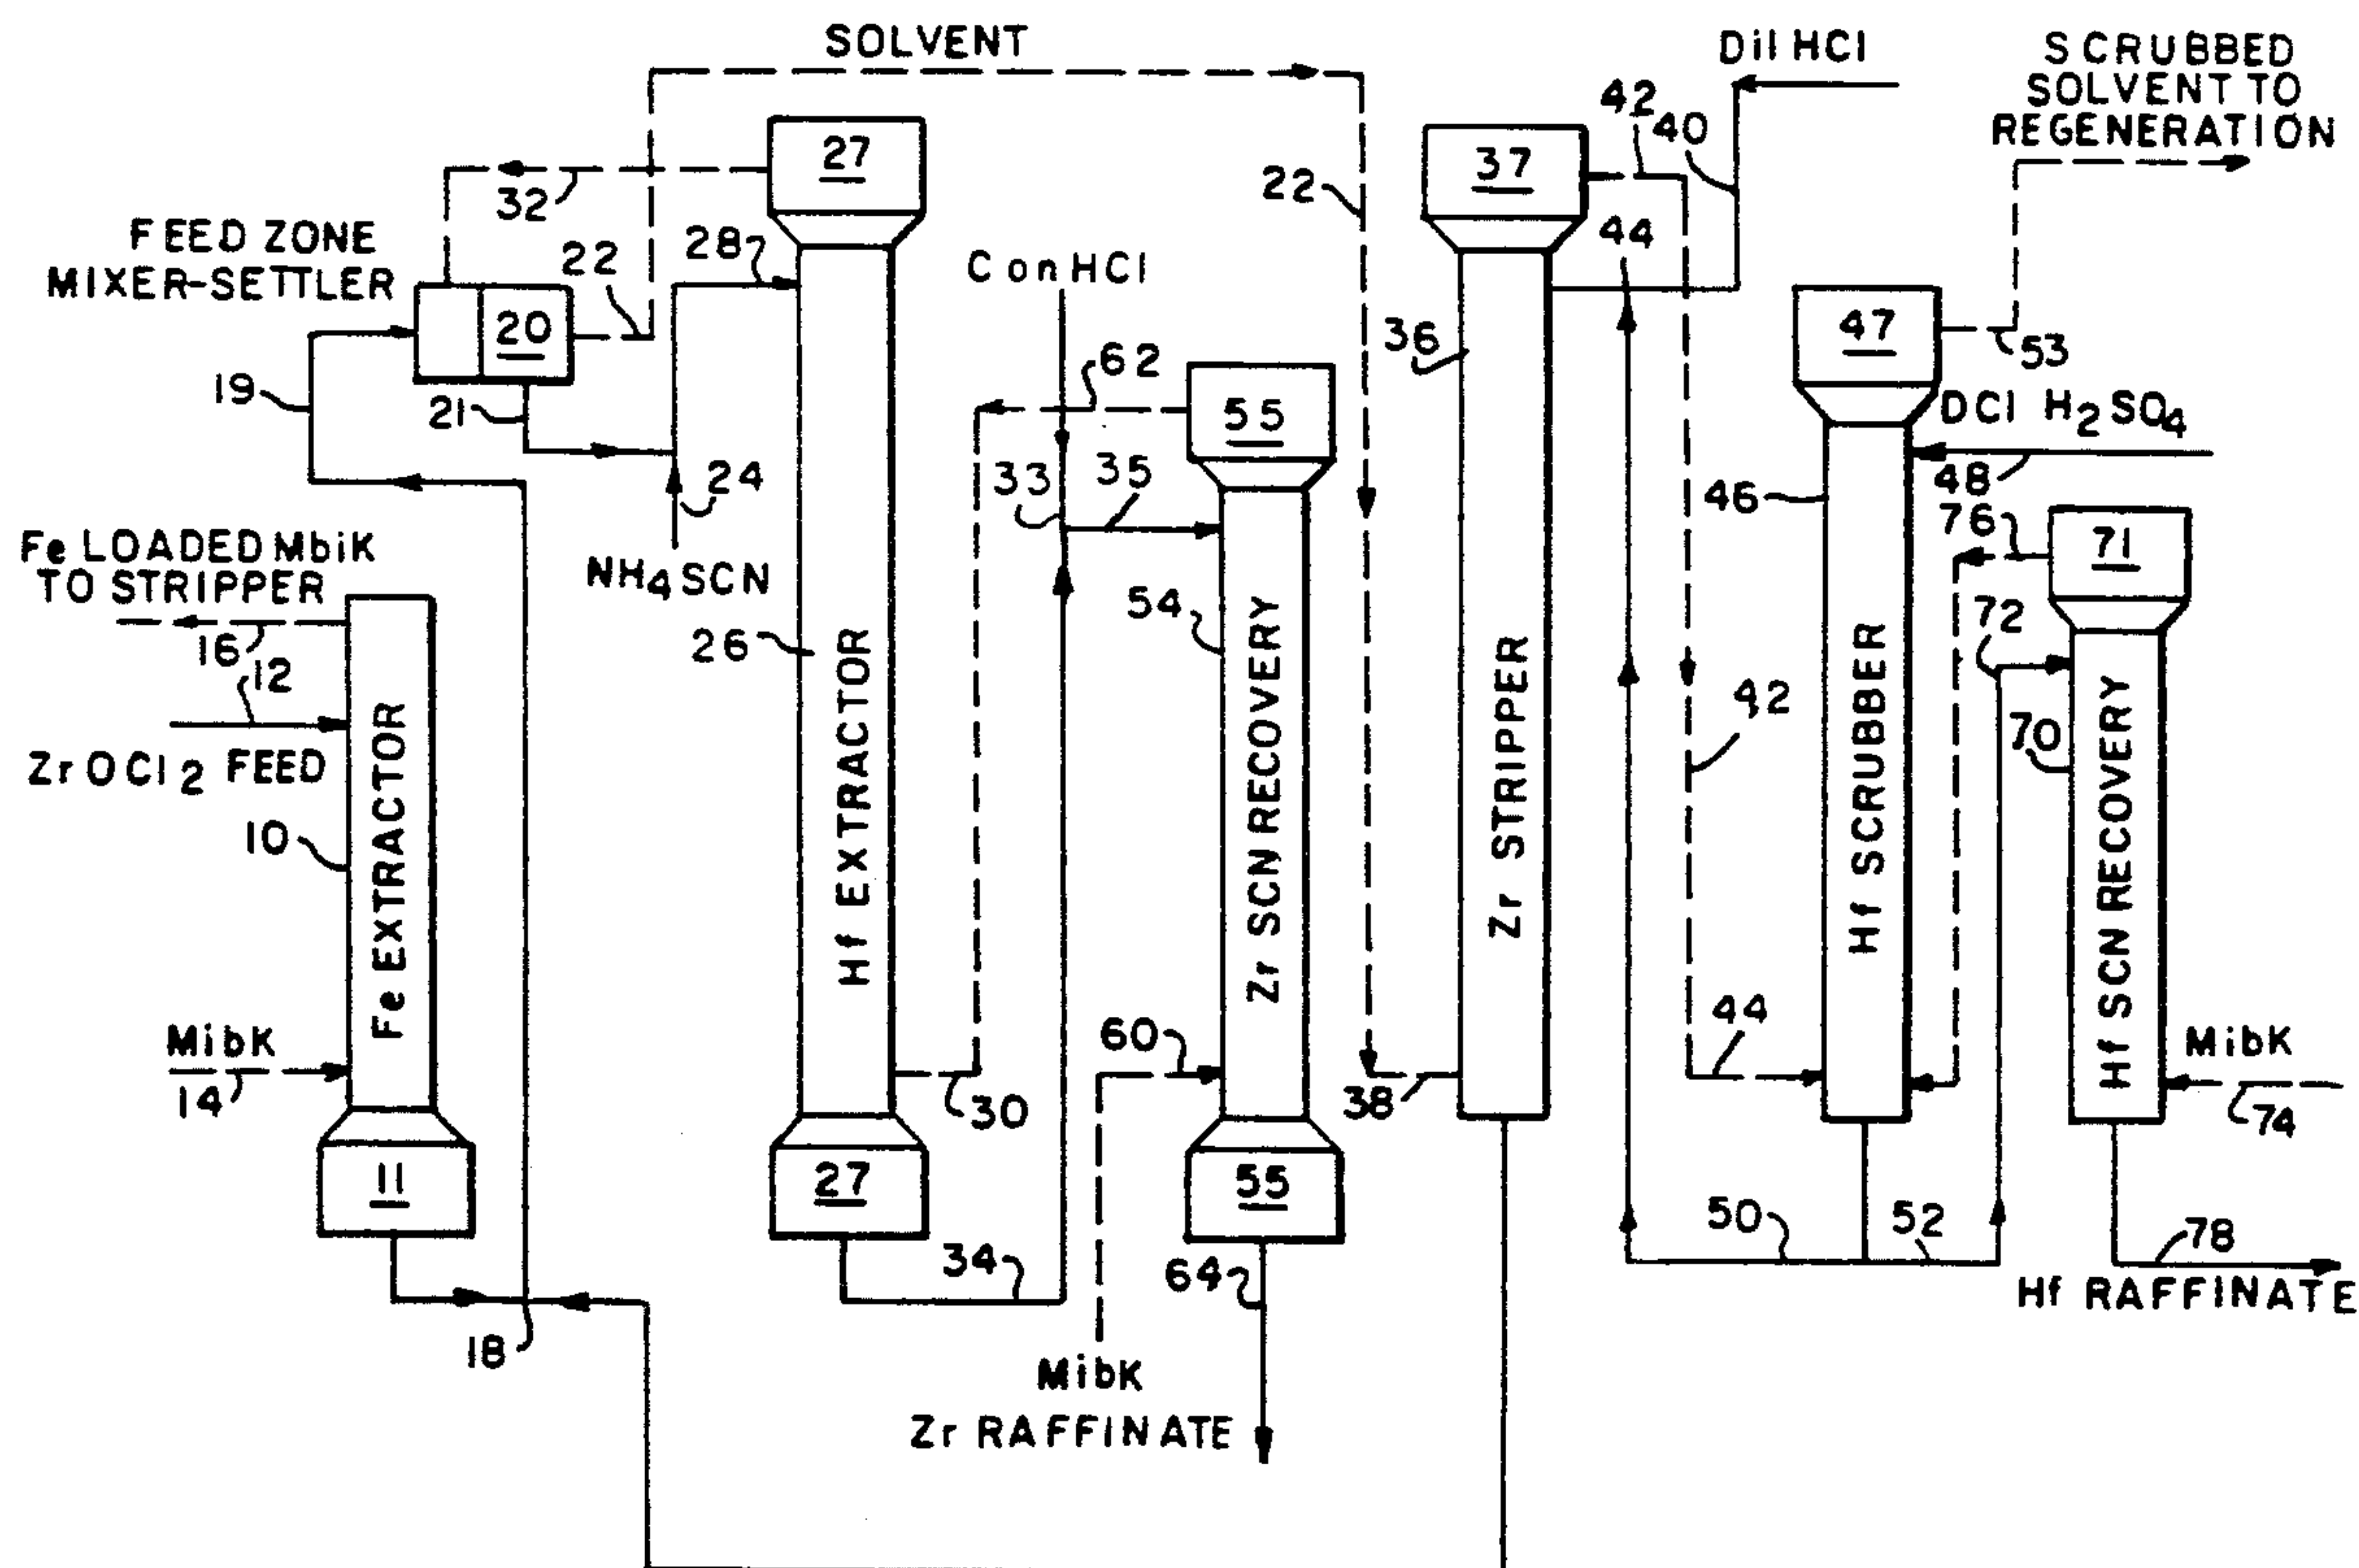 SOLVENT
Dil HCl
SCRUBBED
SOLVENT TO
REGENERATION
42
40
27
37
32
22
44
FEED ZONE
MIXER-SETTLER
22
28
Con HCl
20
47
36
53
19
21
62
55
DCl H2SO4
33
35
24
46
48
76
Fe LOADED MbiK
TO STRIPPER
NH4SCN
71
16
12
26
54
72
42
70
ZrOCl2 FEED
10
Fe EXTRACTOR
Hf EXTRACTOR
Zr SCN RECOVERY
Zr STRIPPER
Hf SCRUBBER
Hf SCN RECOVERY
MibK
14
30
60
38
44
MibK
74
11
27
55
34
64
50
52
78
Hf RAFFINATE
18
MibK
Zr RAFFINATE